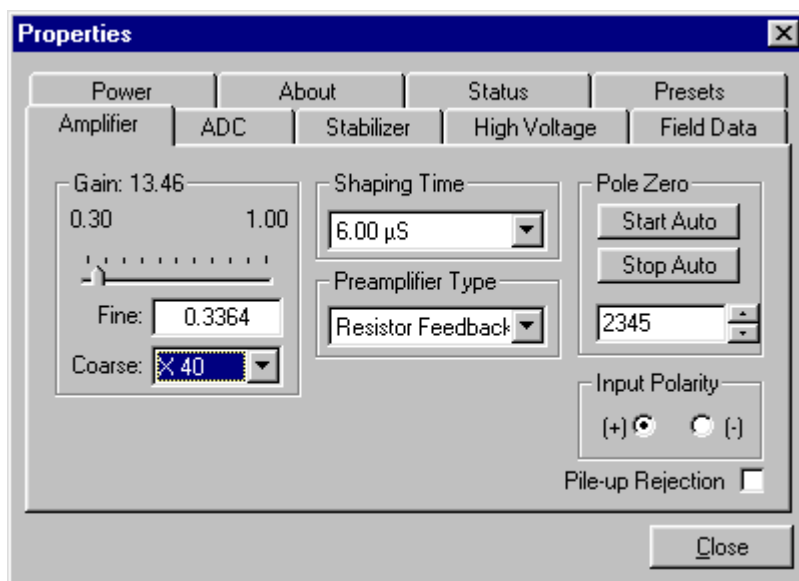 Properties
Power About Status Presets
Amplifier ADC Stabilizer High Voltage Field Data
Gain: 13.46
0.30 1.00
Fine: 0.3364
Coarse: X 40
Shaping Time
6.00 µS
Preamplifier Type
Resistor Feedback
Pole Zero
Start Auto
Stop Auto
2345
Input Polarity
(+) (-)
Pile-up Rejection
Close